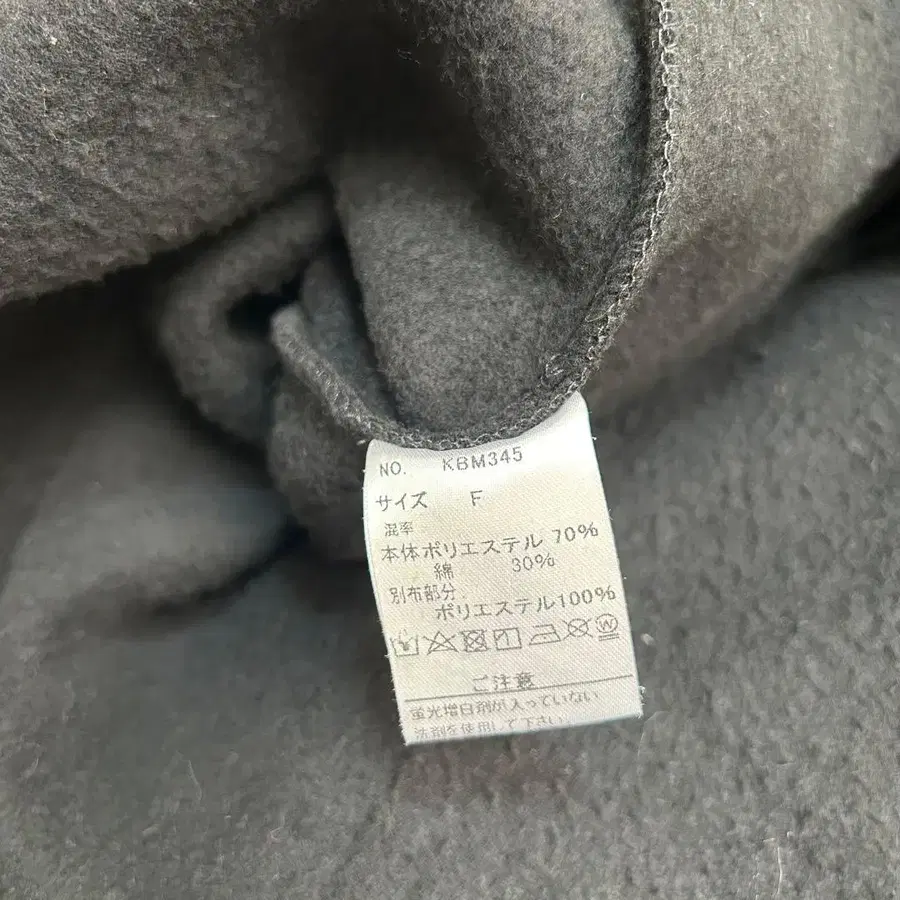 NO. KBM345
サイズ F
混率
本体ポリエステル 70%
綿 30%
別布部分
ポリエステル100%
W
ご注意
蛍光増白剤が入っていない
洗剤を使用して下さい